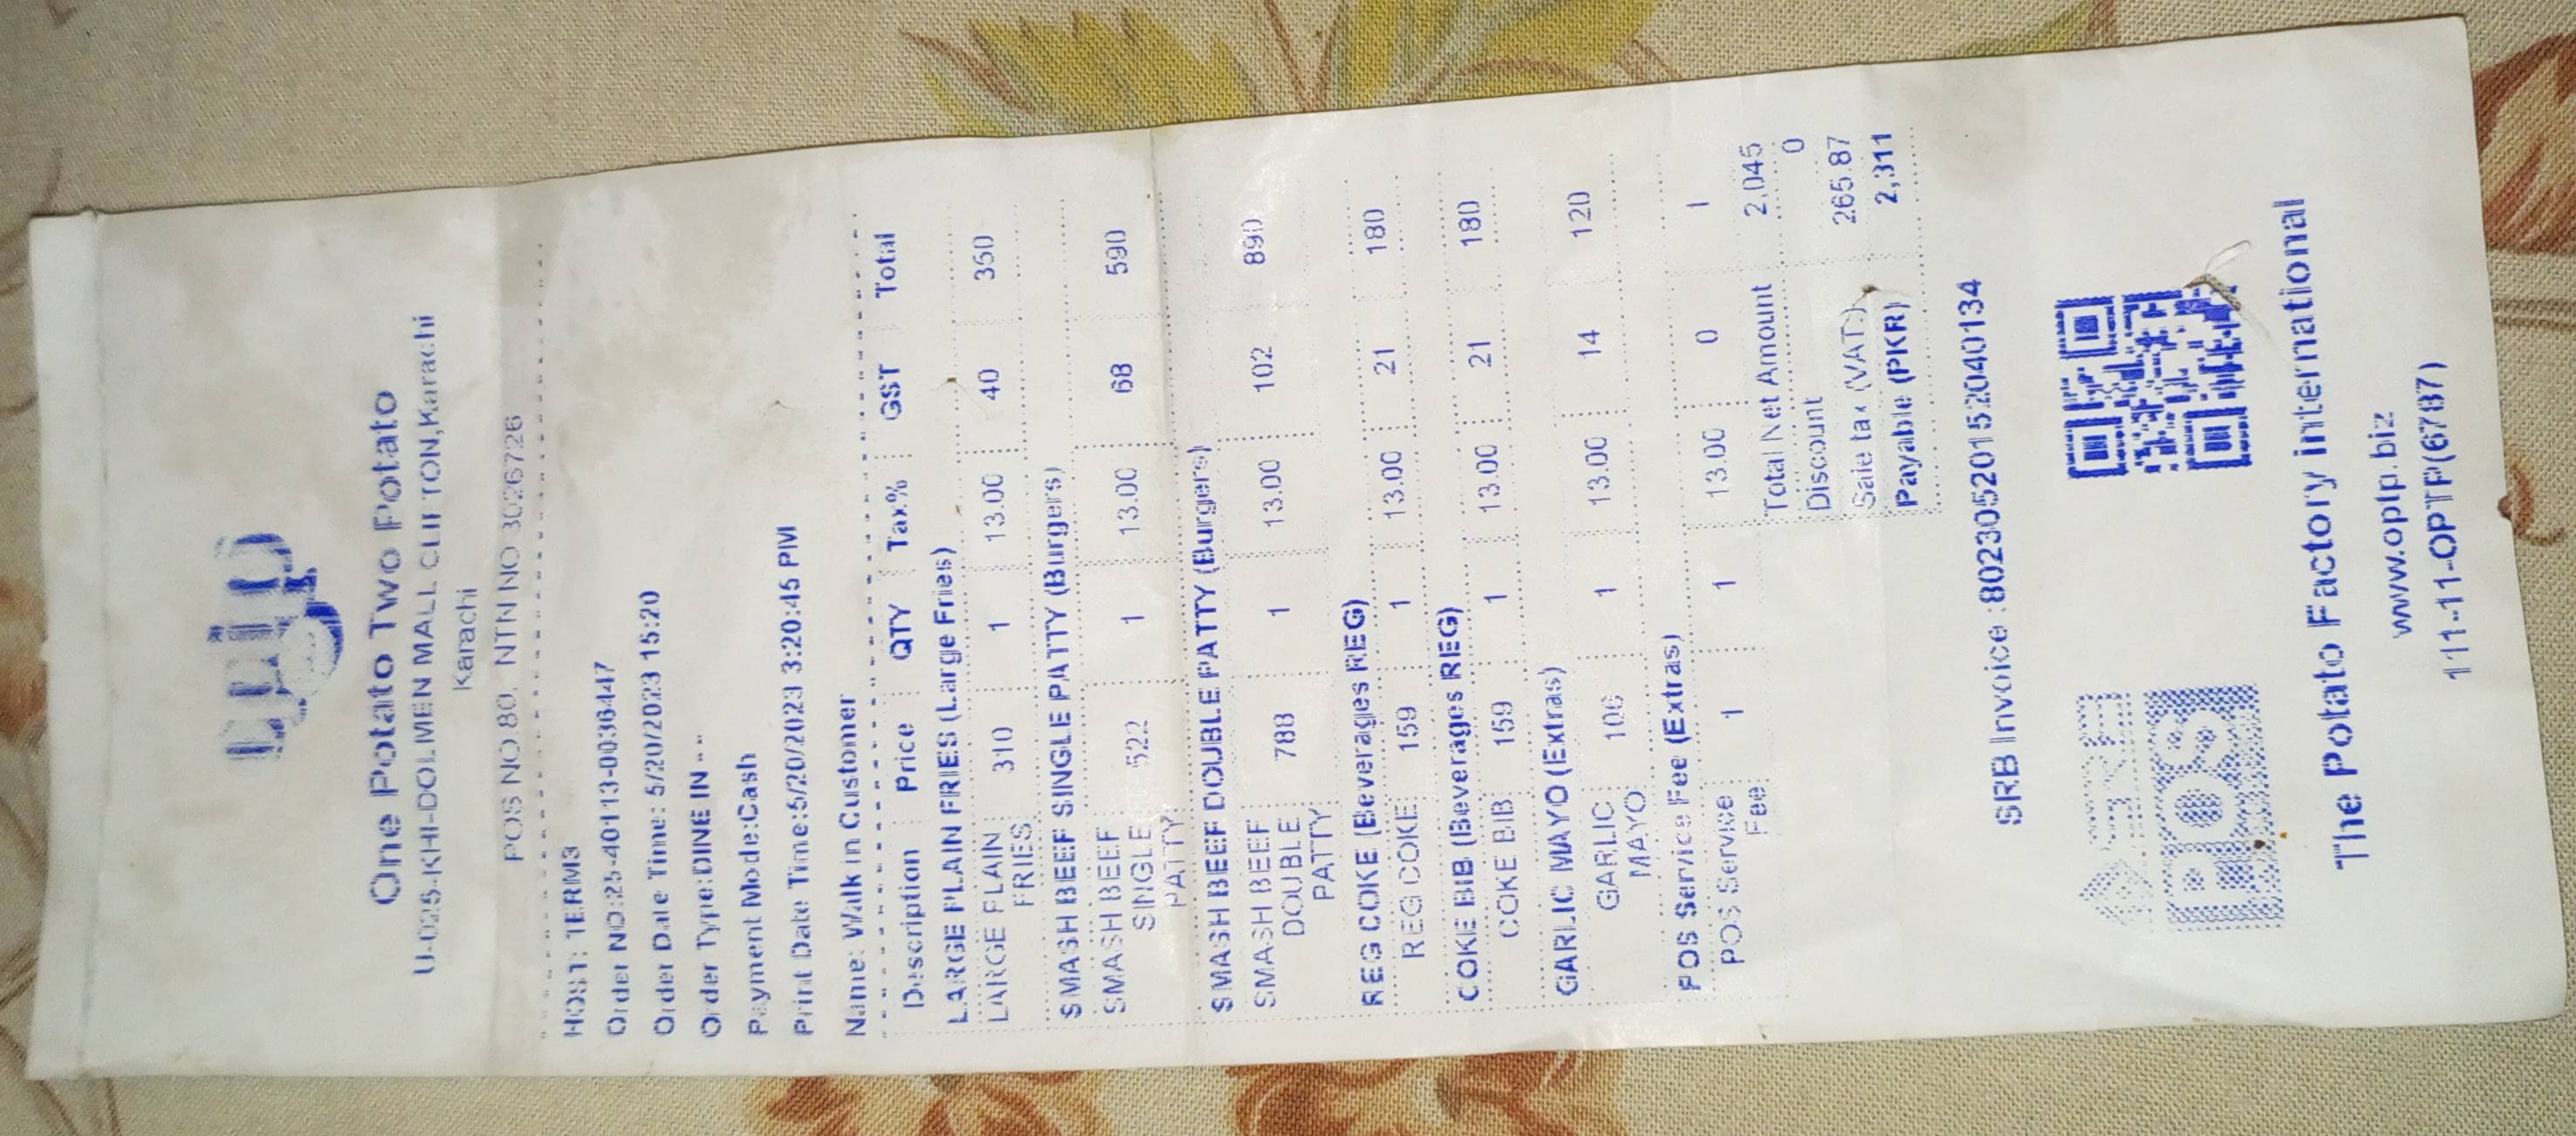 optp
One Potato Two Potato
U-025-KHI-DOLMEN MALL CLIFTON,Karachi
Karachi
POS NO 80, NTN NO 3026726
HOST: TERM3
Order NO:25-40113-0036447
Order Date Time: 5/20/2023 15:20
Order Type:DINE IN - -
Payment Mode:Cash
Print Date Time:5/20/2023 3:20:45 PM
Name: Walk in Customer
Description Price QTY Tax% GST Total
LARGE PLAIN FRIES (Large Fries)
LARGE PLAIN 310 1 13.00 40 350
FRIES
SMASH BEEF SINGLE PATTY (Burgers)
SMASH BEEF 522 1 13.00 68 590
SINGLE
PATTY
SMASH BEEF DOUBLE PATTY (Burgers)
SMASH BEEF 788 1 13.00 102 890
DOUBLE
PATTY
REG COKE (Beverages REG)
REG COKE 159 1 13.00 21 180
COKE BIB (Beverages REG)
COKE BIB 159 1 13.00 21 180
GARLIC MAYO (Extras)
GARLIC 106 1 13.00 14 120
MAYO
POS Service Fee (Extras)
POS Service 1 1 13.00 0 1
Fee
Total Net Amount 2,045
Discount 0
Sale tax (VAT) 265.87
Payable (PKR) 2,311
SRB Invoice :80230520152040134
POS
The Potato Factory international
www.optp.biz
111-11-OPTP(6787)